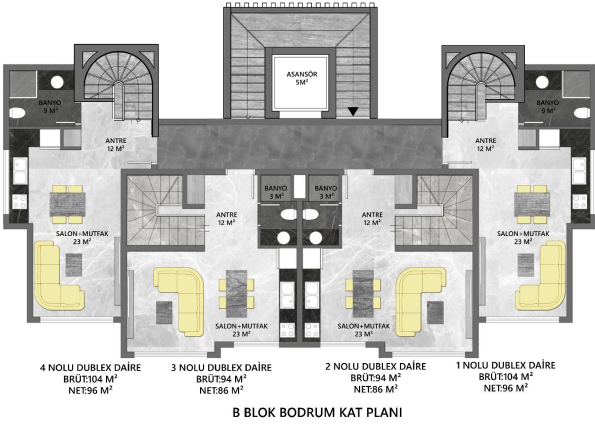 ASANSÖR
5M²
BANYO
9 M²
BANYO
9 M²
ANTRE
12 M²
ANTRE
12 M²
BANYO
3 M²
BANYO
3 M²
ANTRE
12 M²
ANTRE
12 M²
SALON+MUTFAK
23 M²
SALON+MUTFAK
23 M²
SALON+MUTFAK
23 M²
SALON+MUTFAK
23 M²
4 NOLU DUBLEX DAİRE
BRÜT:104 M²
NET:96 M²
3 NOLU DUBLEX DAİRE
BRÜT:94 M²
NET:86 M²
2 NOLU DUBLEX DAİRE
BRÜT:94 M²
NET:86 M²
1 NOLU DUBLEX DAİRE
BRÜT:104 M²
NET:96 M²
B BLOK BODRUM KAT PLANI